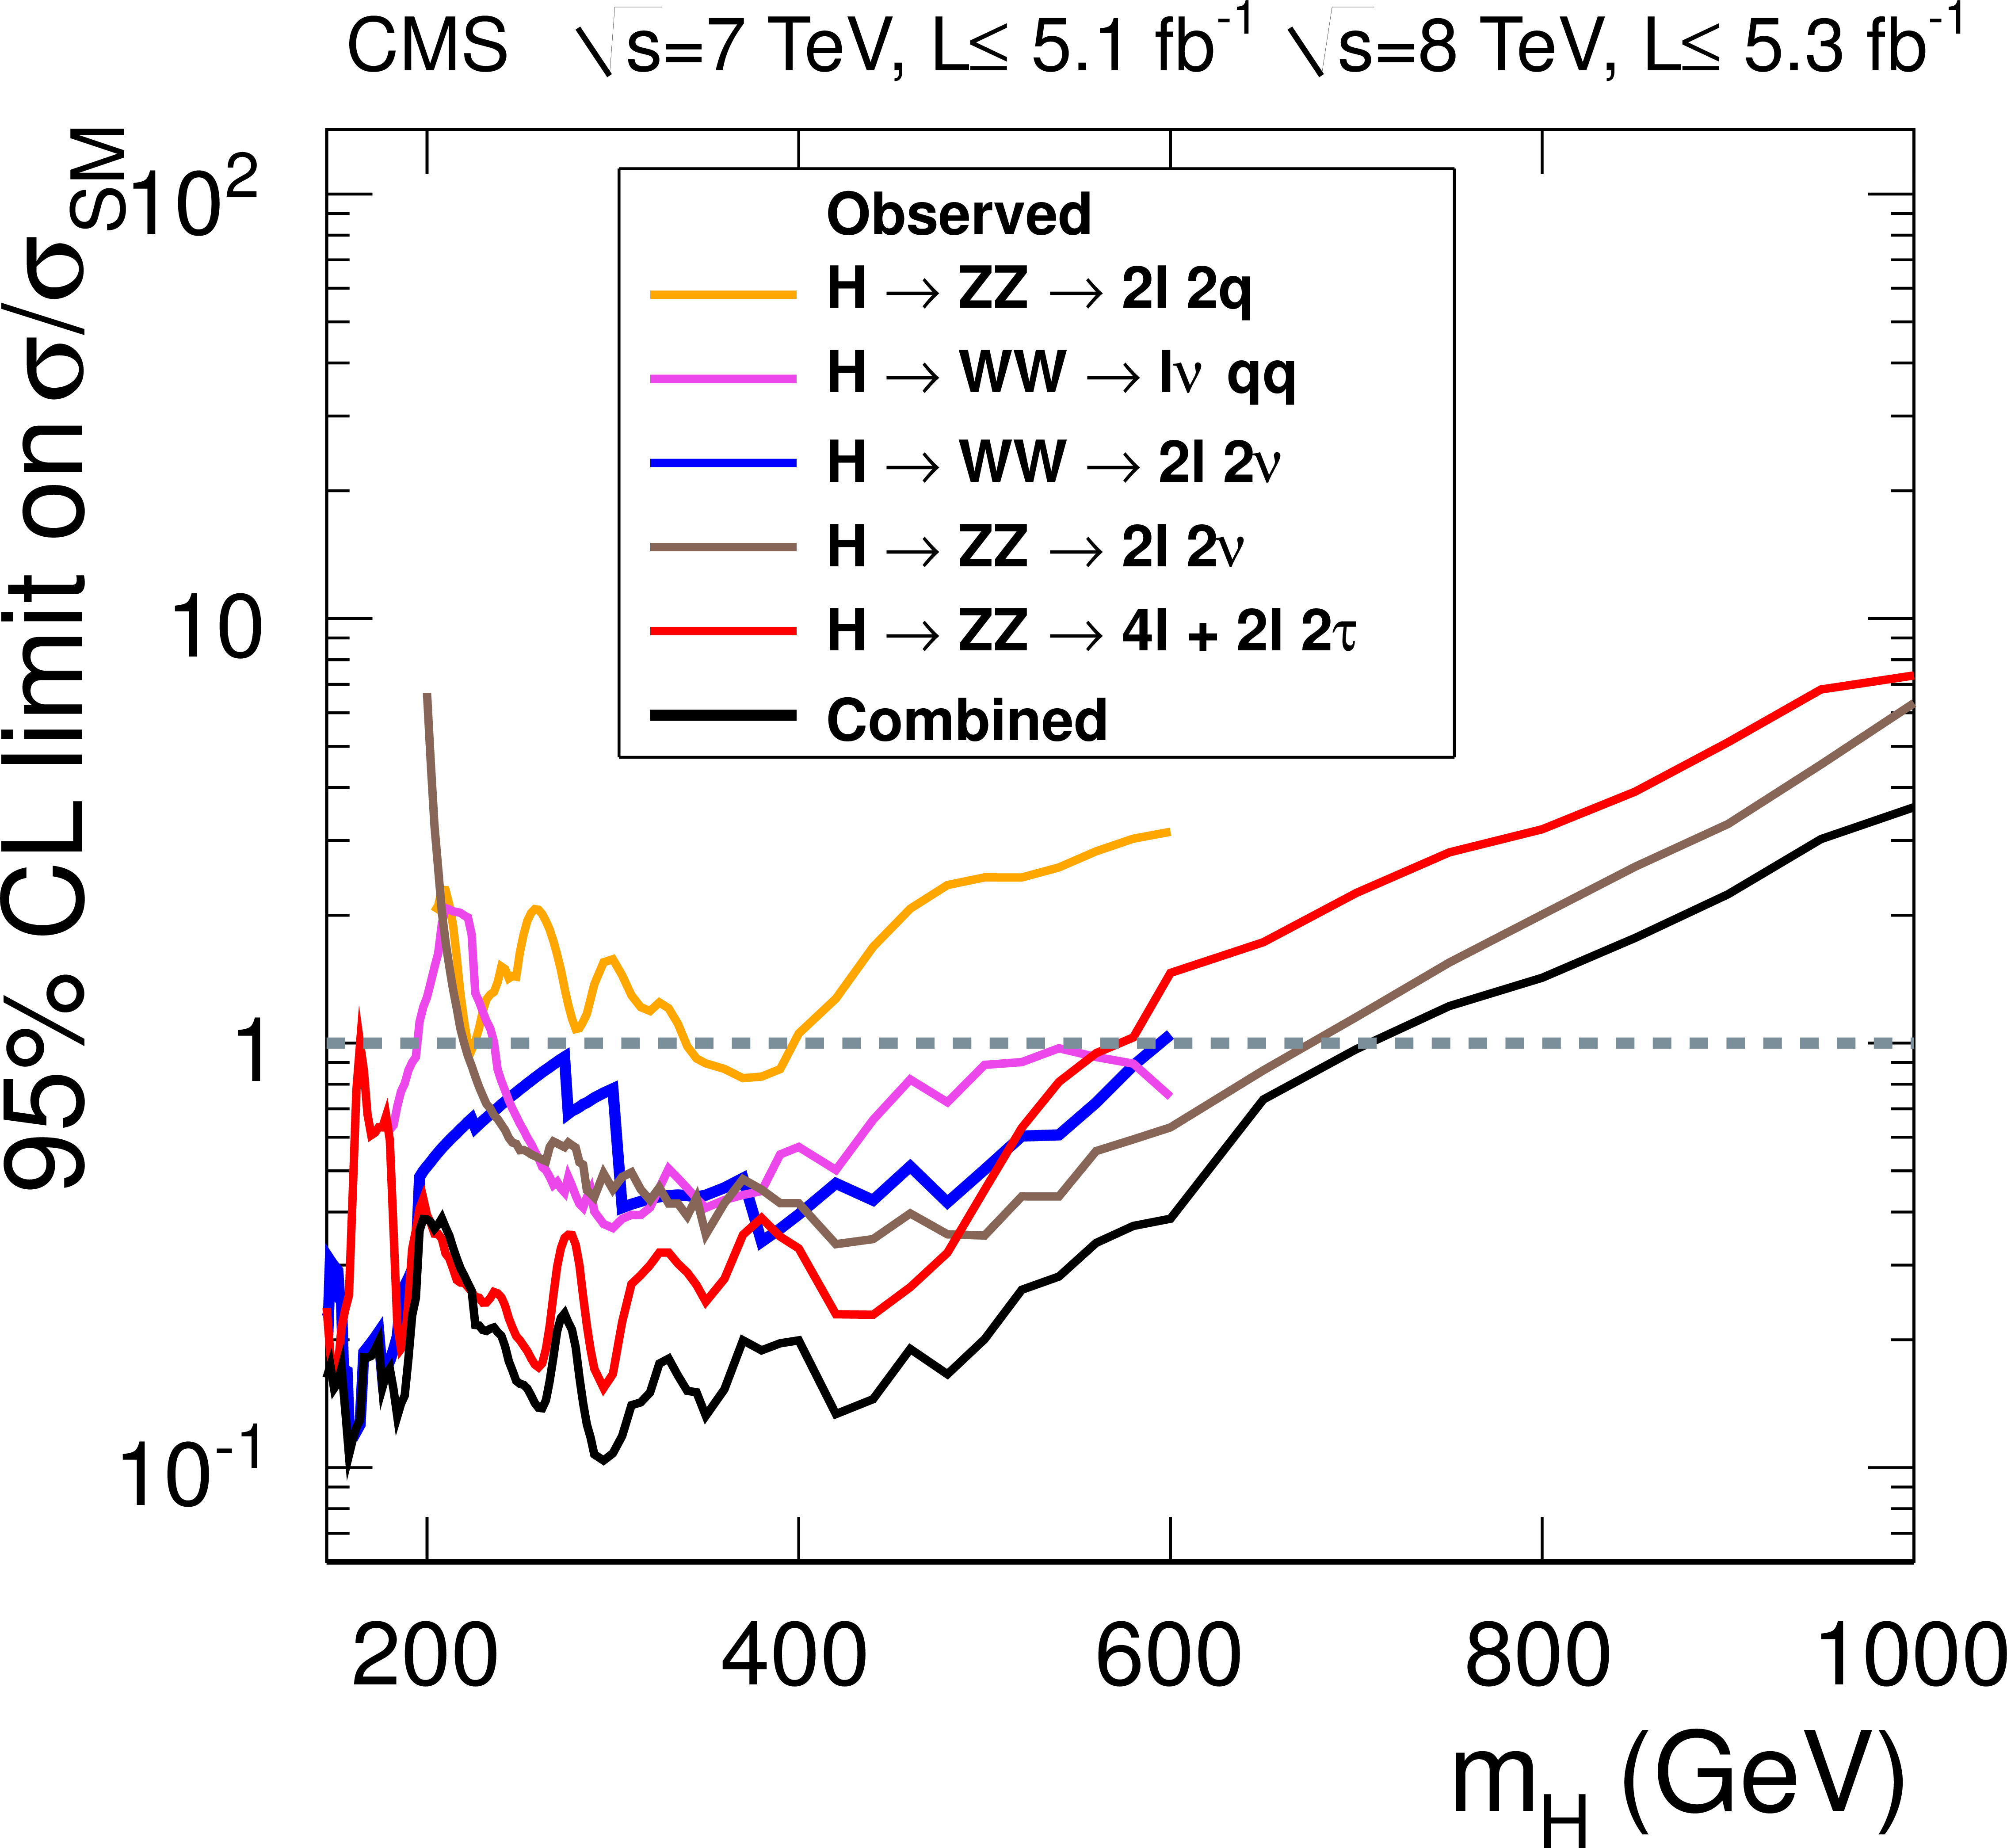 CMS √s=7 TeV, L≤ 5.1 fb⁻¹ √s=8 TeV, L≤ 5.3 fb⁻¹
95% CL limit on σ/σSM
10²
10
1
10⁻¹
Observed
H → ZZ → 2l 2q
H → WW → lν qq
H → WW → 2l 2ν
H → ZZ → 2l 2ν
H → ZZ → 4l + 2l 2τ
Combined
200 400 600 800 1000
m_H (GeV)